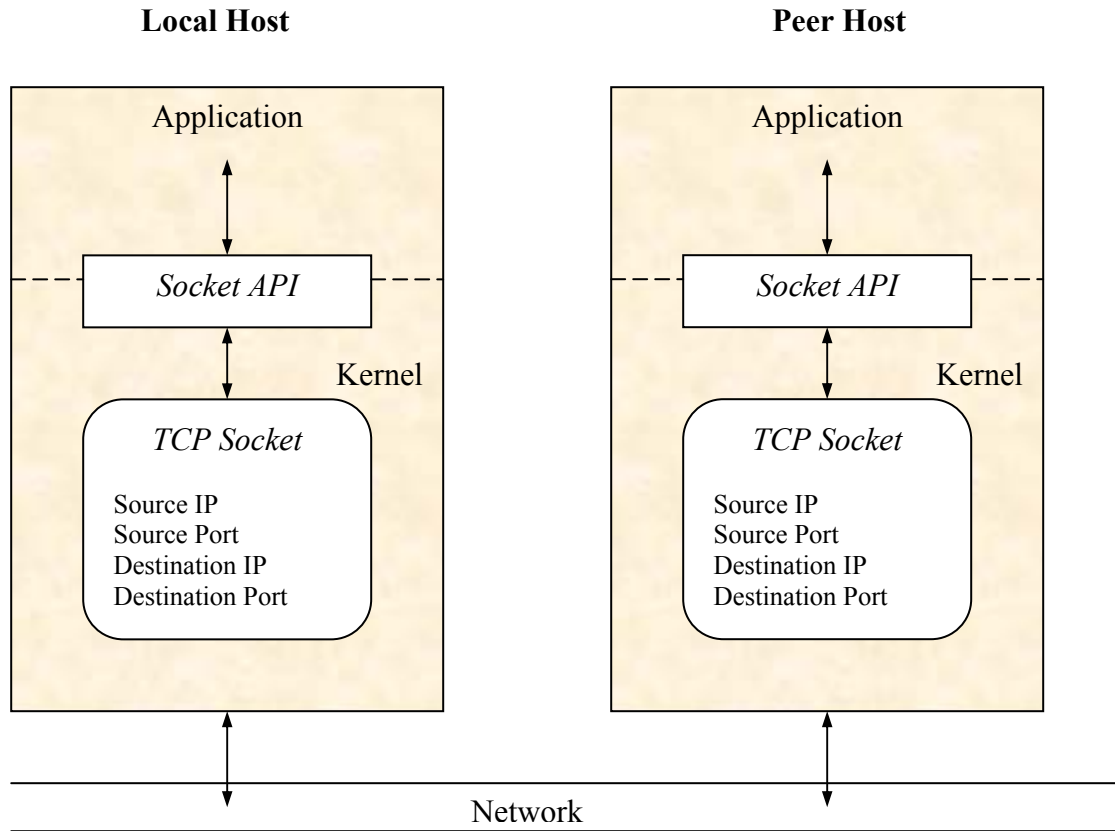 Local Host
Peer Host
Application
Socket API
Kernel
TCP Socket
Source IP
Source Port
Destination IP
Destination Port
Application
Socket API
Kernel
TCP Socket
Source IP
Source Port
Destination IP
Destination Port
Network